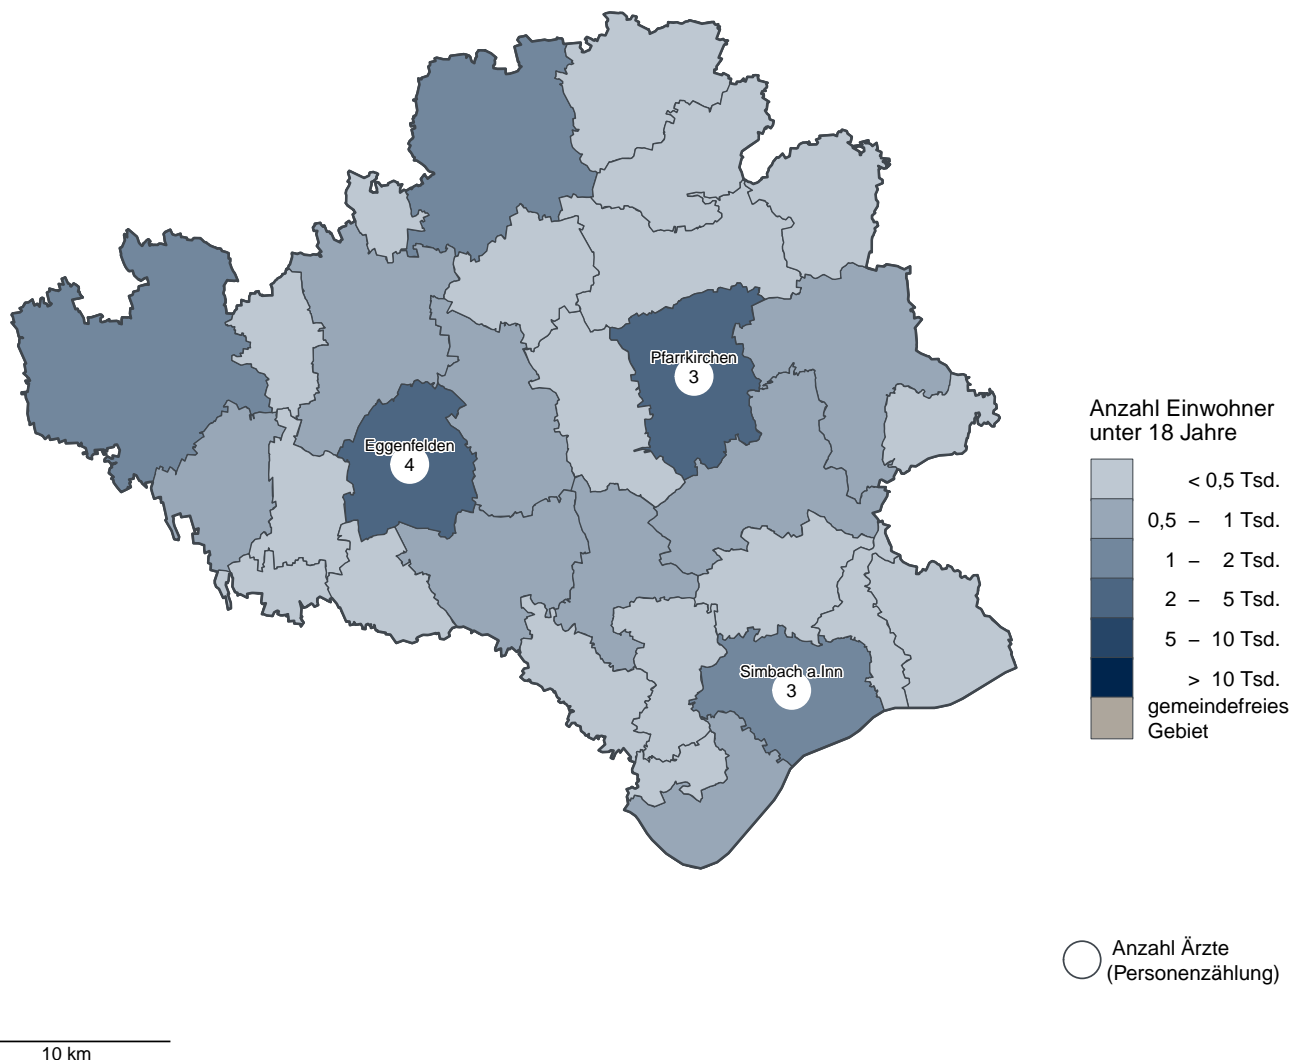 Pfarrkirchen
3
Eggenfelden
4
Simbach a.Inn
3
Anzahl Einwohner
unter 18 Jahre
< 0,5 Tsd.
0,5 – 1 Tsd.
1 – 2 Tsd.
2 – 5 Tsd.
5 – 10 Tsd.
> 10 Tsd.
gemeindefreies
Gebiet
Anzahl Ärzte
(Personenzählung)
10 km